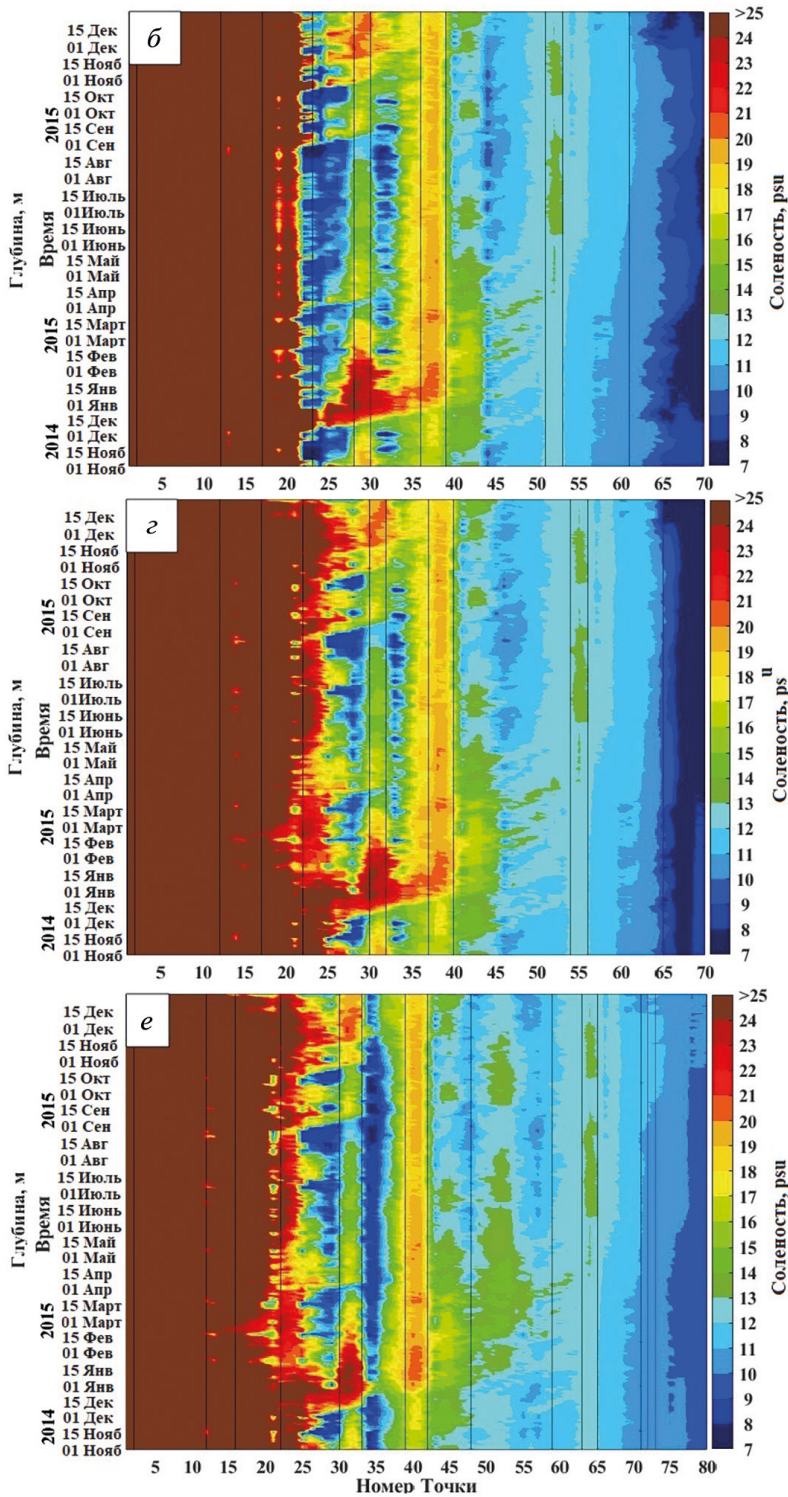 б
15 Дек
01 Дек
15 Нояб
01 Нояб
15 Окт
01 Окт
15 Сен
01 Сен
15 Авг
01 Авг
15 Июль
01Июль
15 Июнь
01 Июнь
15 Май
01 Май
15 Апр
01 Апр
15 Март
01 Март
15 Фев
01 Фев
15 Янв
01 Янв
15 Дек
01 Дек
15 Нояб
01 Нояб
2015
2015
2014
Глубина, м
Время
5 10 15 20 25 30 35 40 45 50 55 60 65 70
>25
24
23
22
21
20
19
18
17
16
15
14
13
12
11
10
9
8
7
Соленость, psu
г
15 Дек
01 Дек
15 Нояб
01 Нояб
15 Окт
01 Окт
15 Сен
01 Сен
15 Авг
01 Авг
15 Июль
01Июль
15 Июнь
01 Июнь
15 Май
01 Май
15 Апр
01 Апр
15 Март
01 Март
15 Фев
01 Фев
15 Янв
01 Янв
15 Дек
01 Дек
15 Нояб
01 Нояб
2015
2015
2014
Глубина, м
Время
5 10 15 20 25 30 35 40 45 50 55 60 65 70
>25
24
23
22
21
20
19
18
17
16
15
14
13
12
11
10
9
8
7
Соленость, ps
u
е
15 Дек
01 Дек
15 Нояб
01 Нояб
15 Окт
01 Окт
15 Сен
01 Сен
15 Авг
01 Авг
15 Июль
01Июль
15 Июнь
01 Июнь
15 Май
01 Май
15 Апр
01 Апр
15 Март
01 Март
15 Фев
01 Фев
15 Янв
01 Янв
15 Дек
01 Дек
15 Нояб
01 Нояб
2015
2015
2014
Глубина, м
Время
5 10 15 20 25 30 35 40 45 50 55 60 65 70 75 80
Номер Точки
>25
24
23
22
21
20
19
18
17
16
15
14
13
12
11
10
9
8
7
Соленость, psu